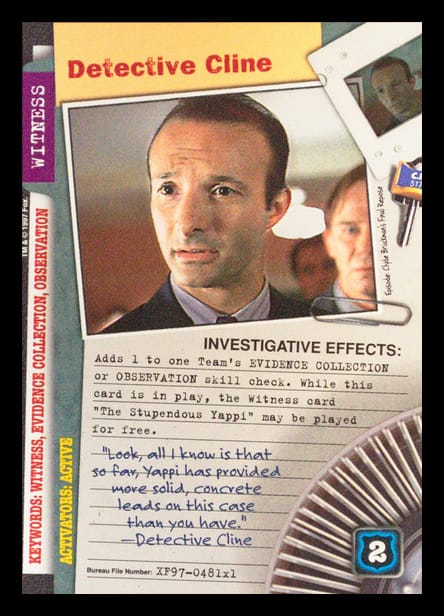 Detective Cline
WITNESS
TM & © 1997 Fox.
KEYWORDS: WITNESS, EVIDENCE COLLECTION, OBSERVATION
ACTIVATORS: ACTIVE
Episode: Clyde Bruckman's Final Repose
INVESTIGATIVE EFFECTS:
Adds 1 to one Team's EVIDENCE COLLECTION
or OBSERVATION skill check. While this
card is in play, the Witness card
"The Stupendous Yappi" may be played
for free.
"Look, all I know is that
so far, Yappi has provided
more solid, concrete
leads on this case
than you have."
—Detective Cline
2
Bureau File Number: XF97-0481x1